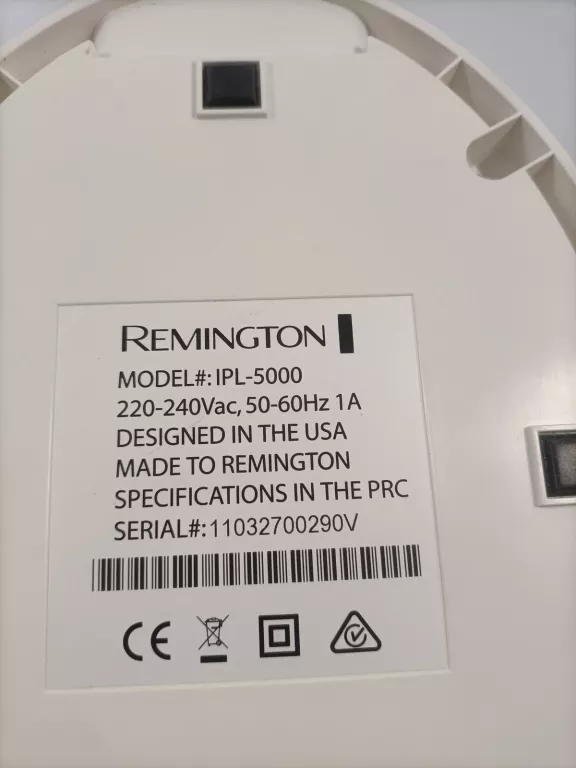 REMINGTON
MODEL#: IPL-5000
220-240Vac, 50-60Hz 1A
DESIGNED IN THE USA
MADE TO REMINGTON
SPECIFICATIONS IN THE PRC
SERIAL#: 11032700290V
CE